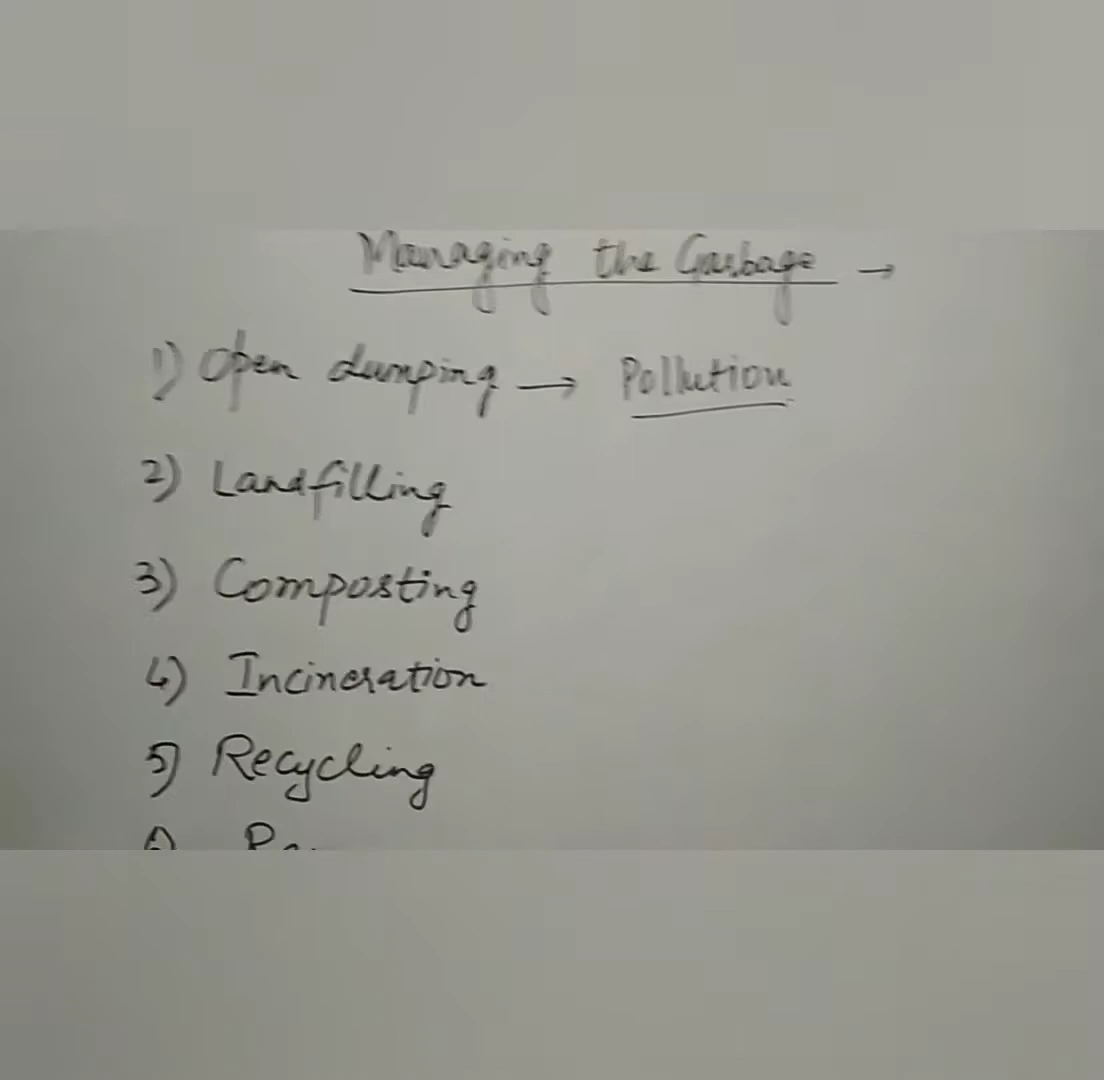 Managing the Garbage →
1) Open dumping → Pollution
2) Landfilling
3) Composting
4) Incineration
5) Recycling